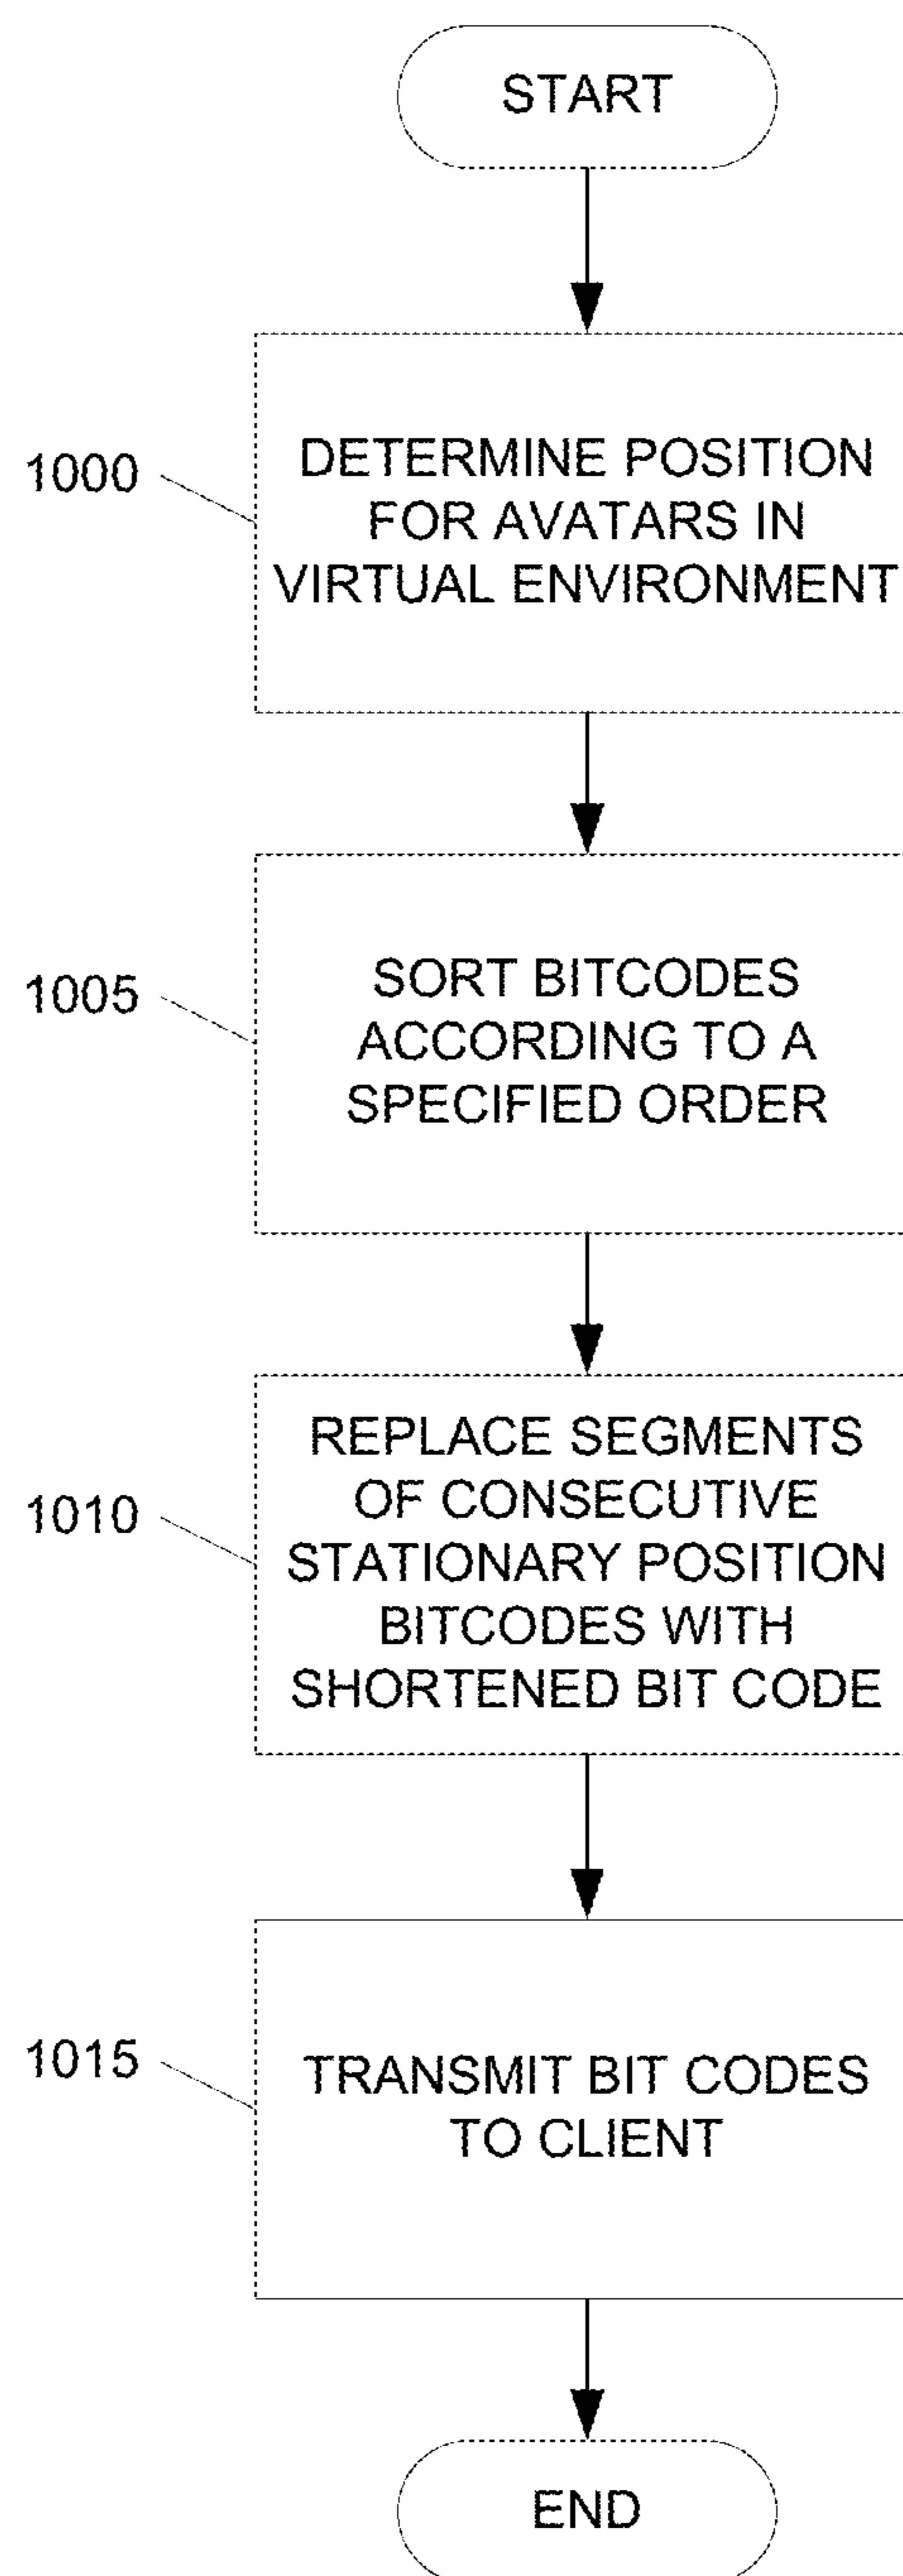 START
1000
DETERMINE POSITION
FOR AVATARS IN
VIRTUAL ENVIRONMENT
1005
SORT BITCODES
ACCORDING TO A
SPECIFIED ORDER
1010
REPLACE SEGMENTS
OF CONSECUTIVE
STATIONARY POSITION
BITCODES WITH
SHORTENED BIT CODE
1015
TRANSMIT BIT CODES
TO CLIENT
END